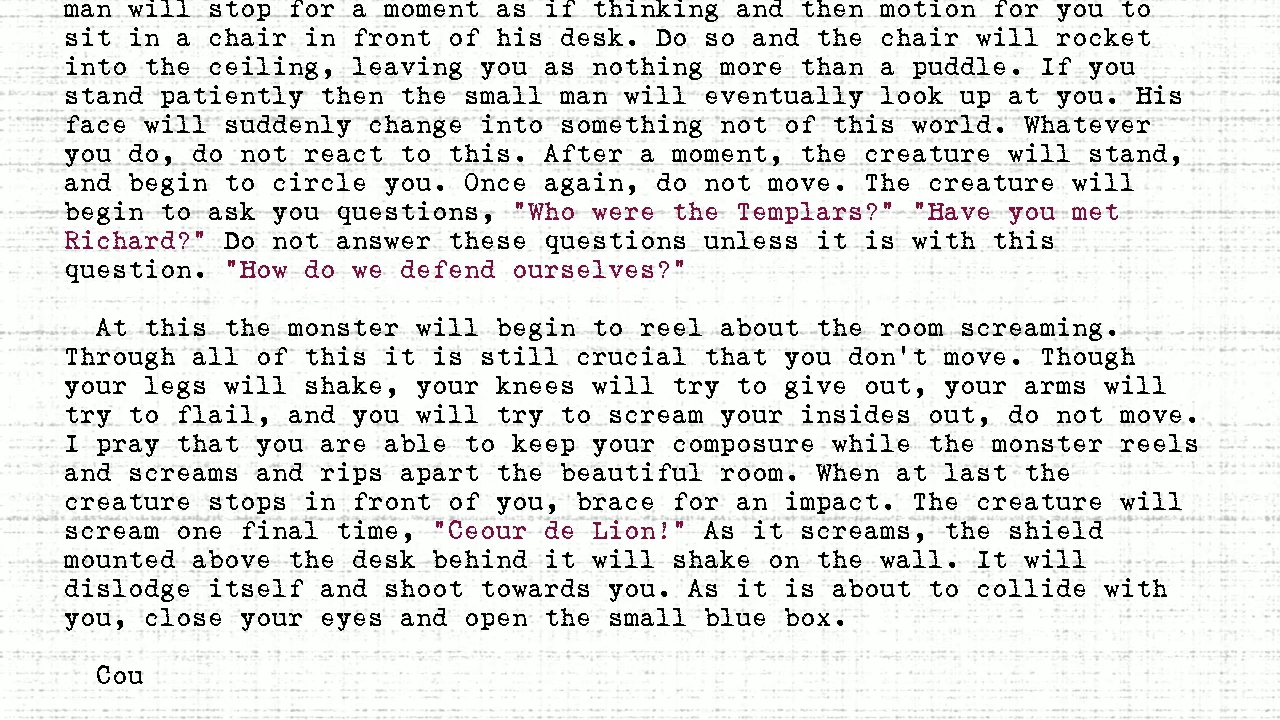 man will stop for a moment as if thinking and then motion for you to
sit in a chair in front of his desk. Do so and the chair will rocket
into the ceiling, leaving you as nothing more than a puddle. If you
stand patiently then the small man will eventually look up at you. His
face will suddenly change into something not of this world. Whatever
you do, do not react to this. After a moment, the creature will stand,
and begin to circle you. Once again, do not move. The creature will
begin to ask you questions, "Who were the Templars?" "Have you met
Richard?" Do not answer these questions unless it is with this
question. "How do we defend ourselves?"
At this the monster will begin to reel about the room screaming.
Through all of this it is still crucial that you don't move. Though
your legs will shake, your knees will try to give out, your arms will
try to flail, and you will try to scream your insides out, do not move.
I pray that you are able to keep your composure while the monster reels
and screams and rips apart the beautiful room. When at last the
creature stops in front of you, brace for an impact. The creature will
scream one final time, "Ceour de Lion!" As it screams, the shield
mounted above the desk behind it will shake on the wall. It will
dislodge itself and shoot towards you. As it is about to collide with
you, close your eyes and open the small blue box.
Cou